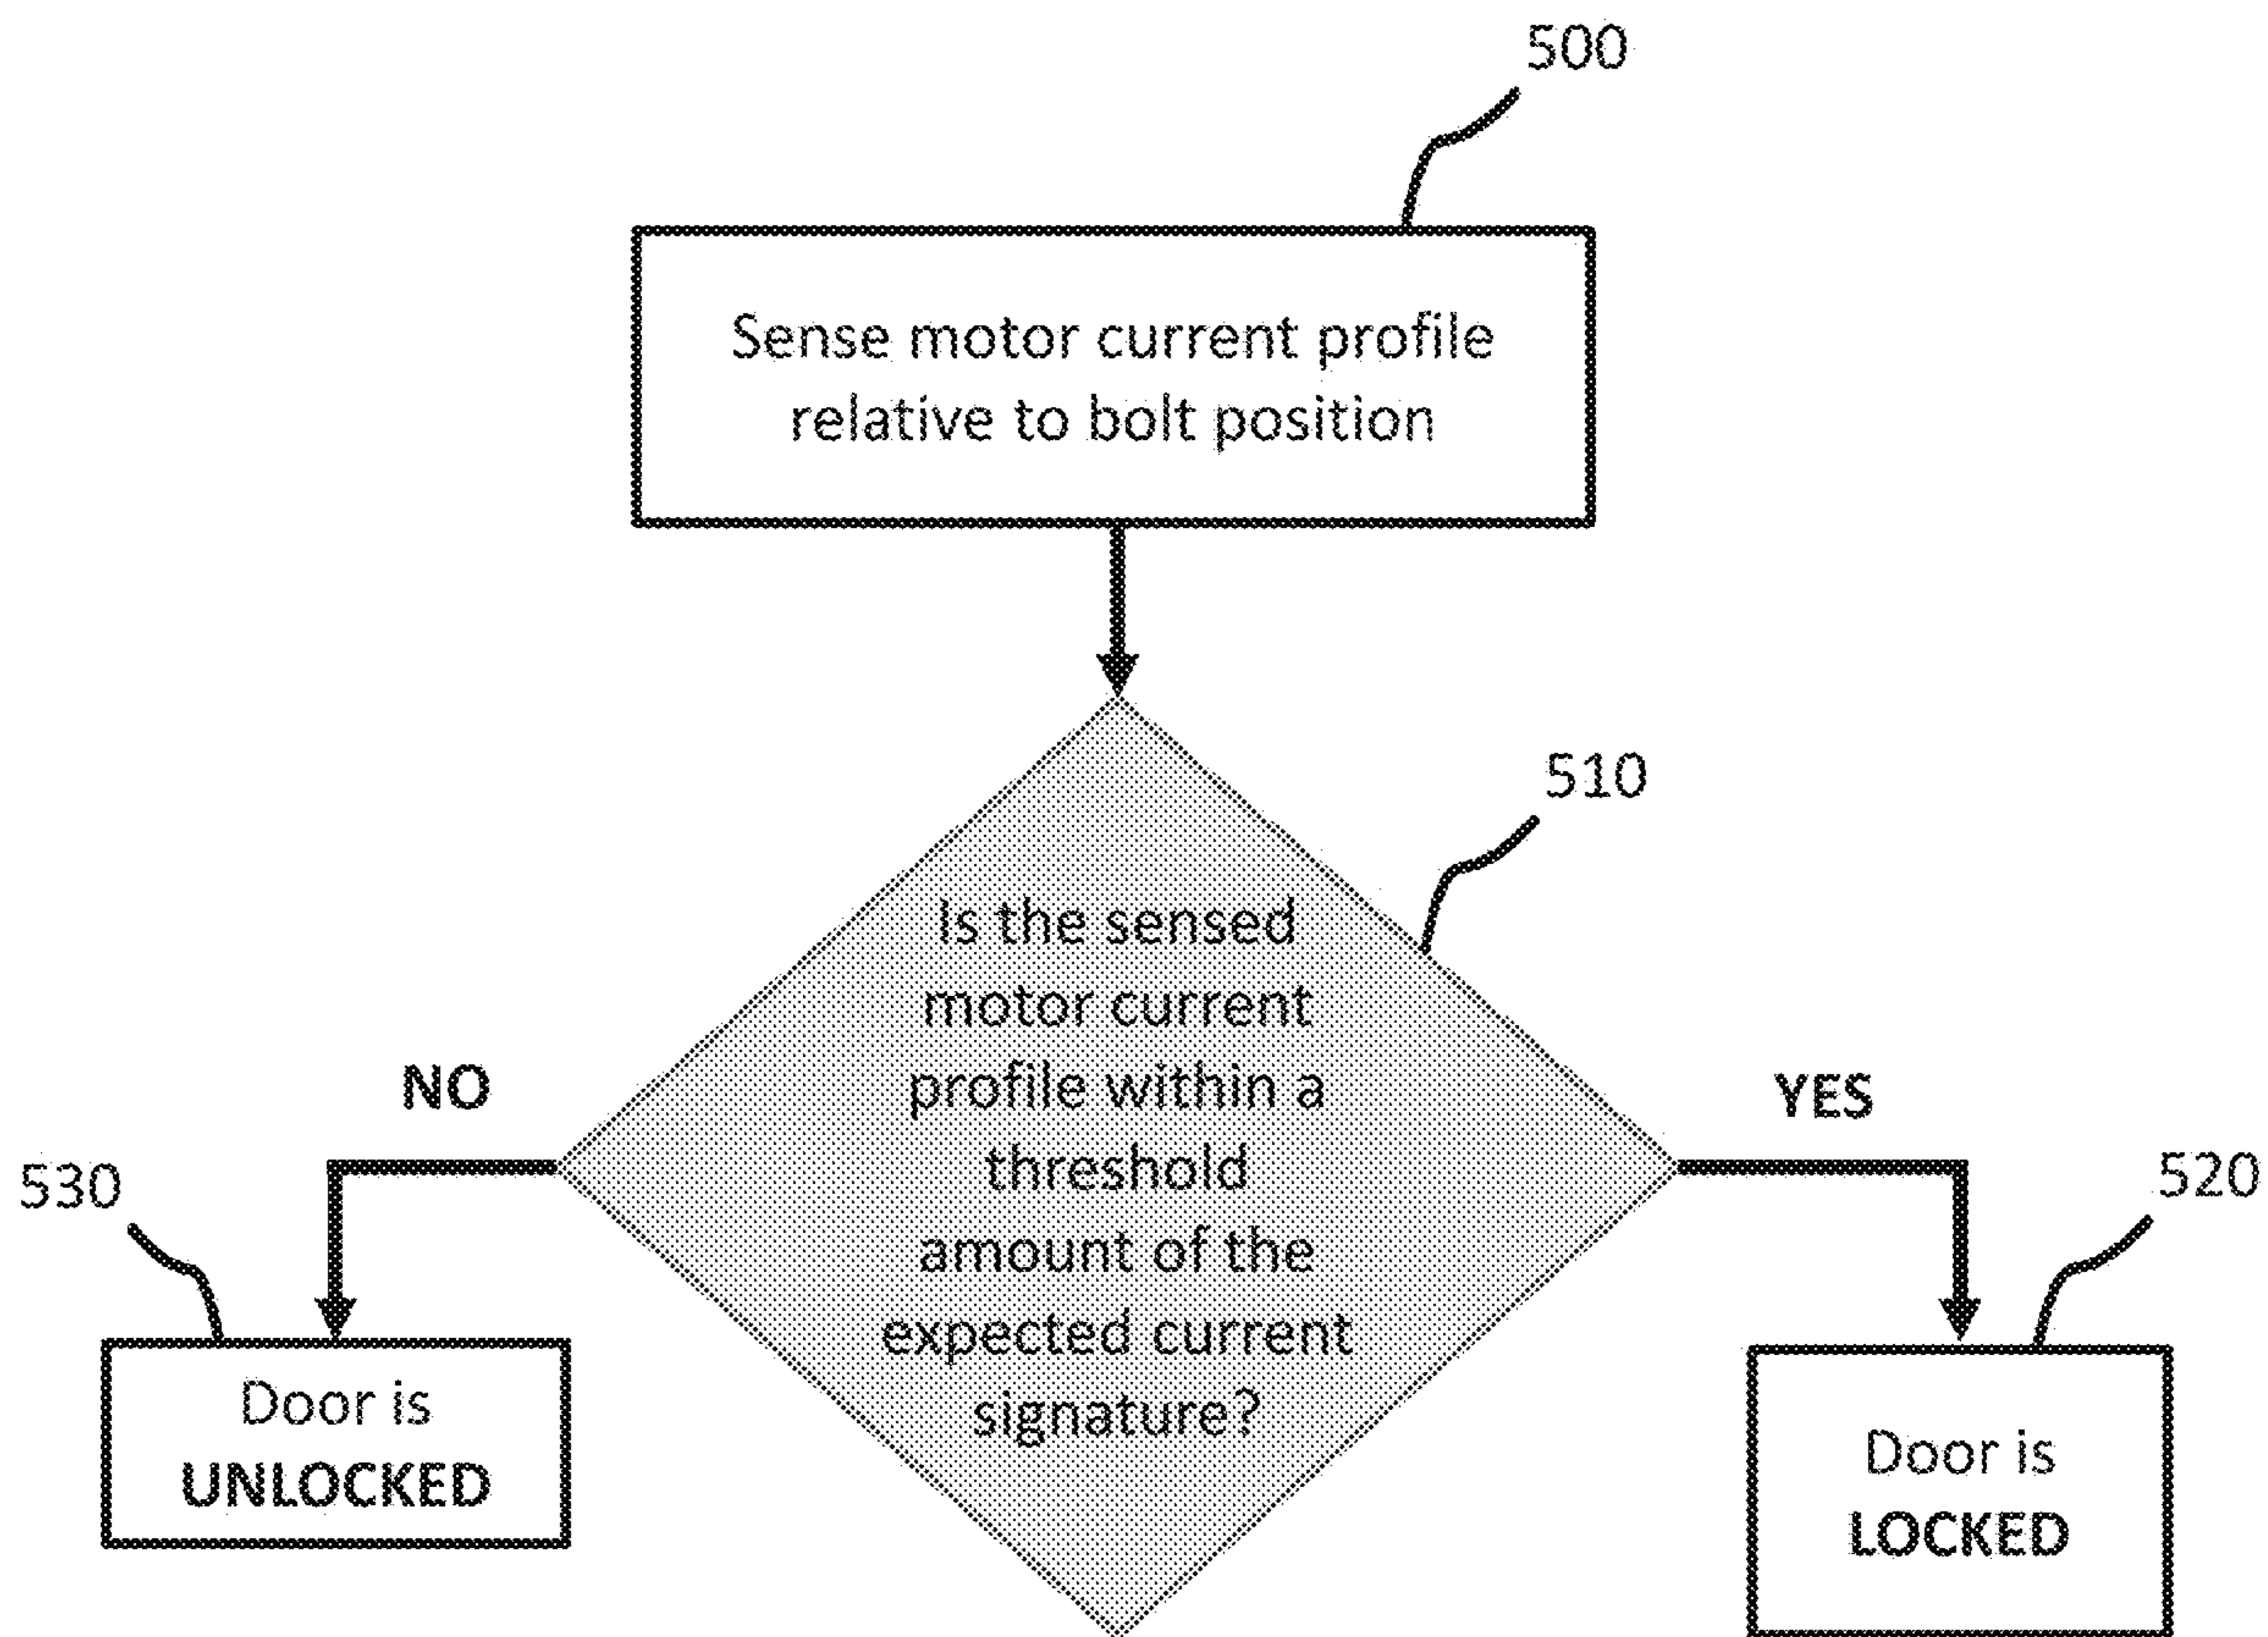 500
Sense motor current profile
relative to bolt position
510
Is the sensed
motor current
profile within a
threshold
amount of the
expected current
signature?
NO
YES
530
520
Door is
UNLOCKED
Door is
LOCKED